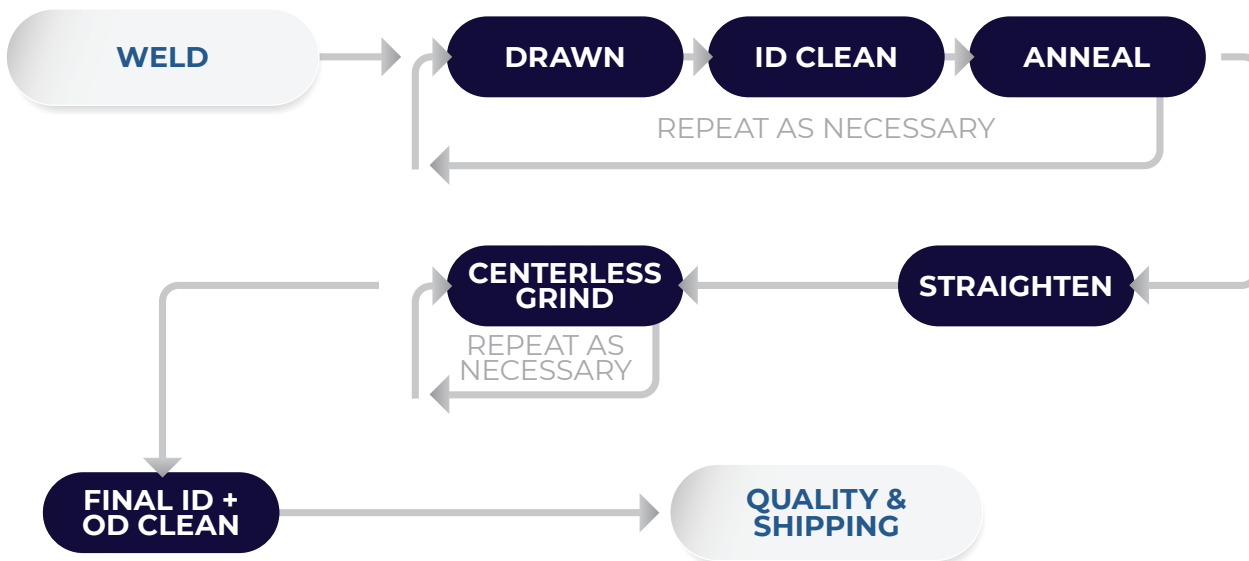 WELD
DRAWN
ID CLEAN
ANNEAL
REPEAT AS NECESSARY
CENTERLESS
GRIND
STRAIGHTEN
REPEAT AS
NECESSARY
FINAL ID +
OD CLEAN
QUALITY &
SHIPPING